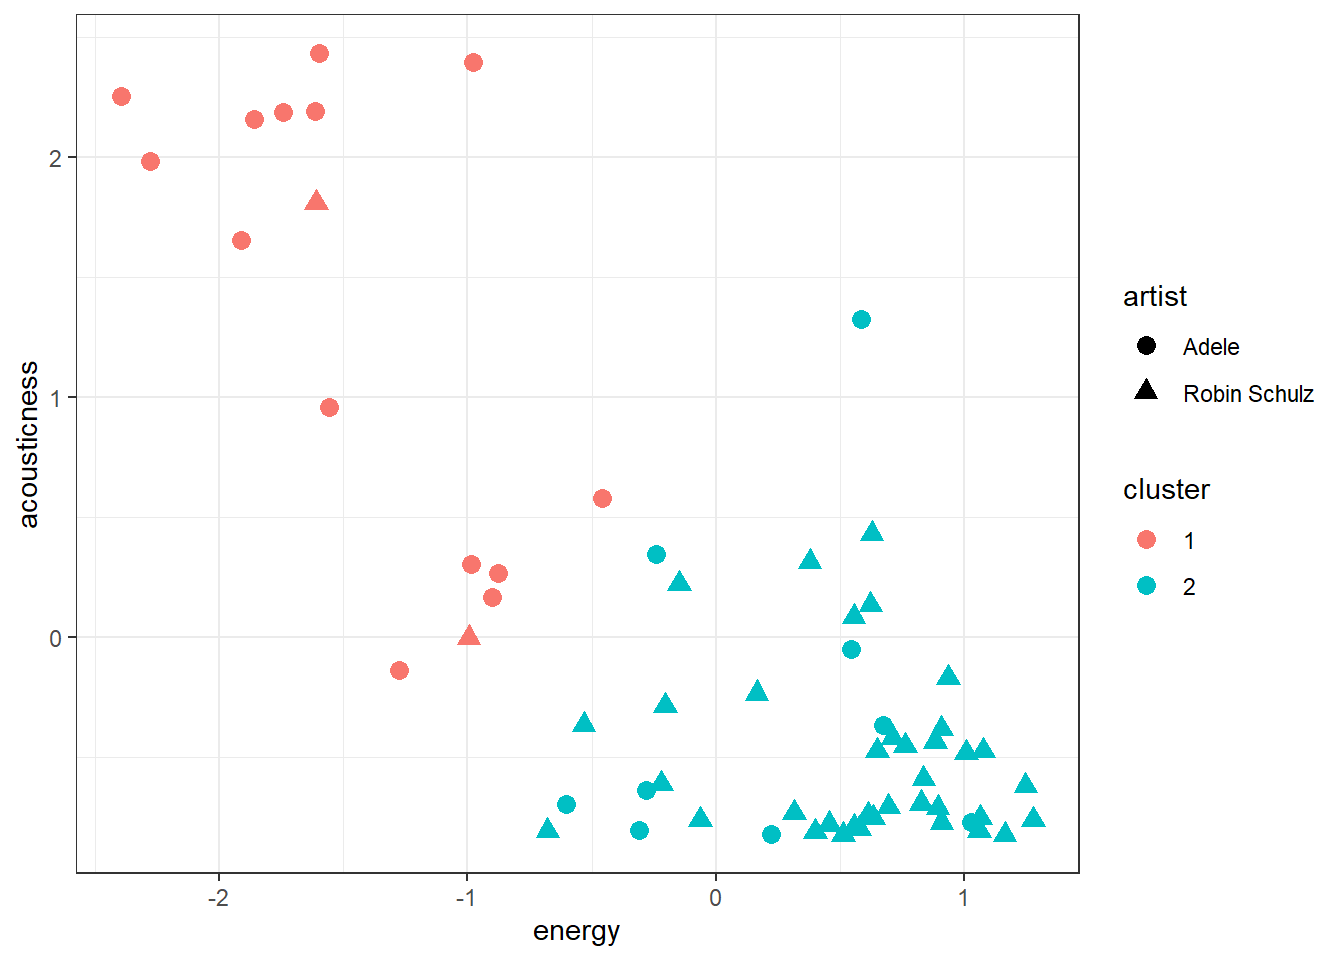 2
1
0
-2
-1
0
1
energy
acousticness
artist
Adele
Robin Schulz
cluster
1
2